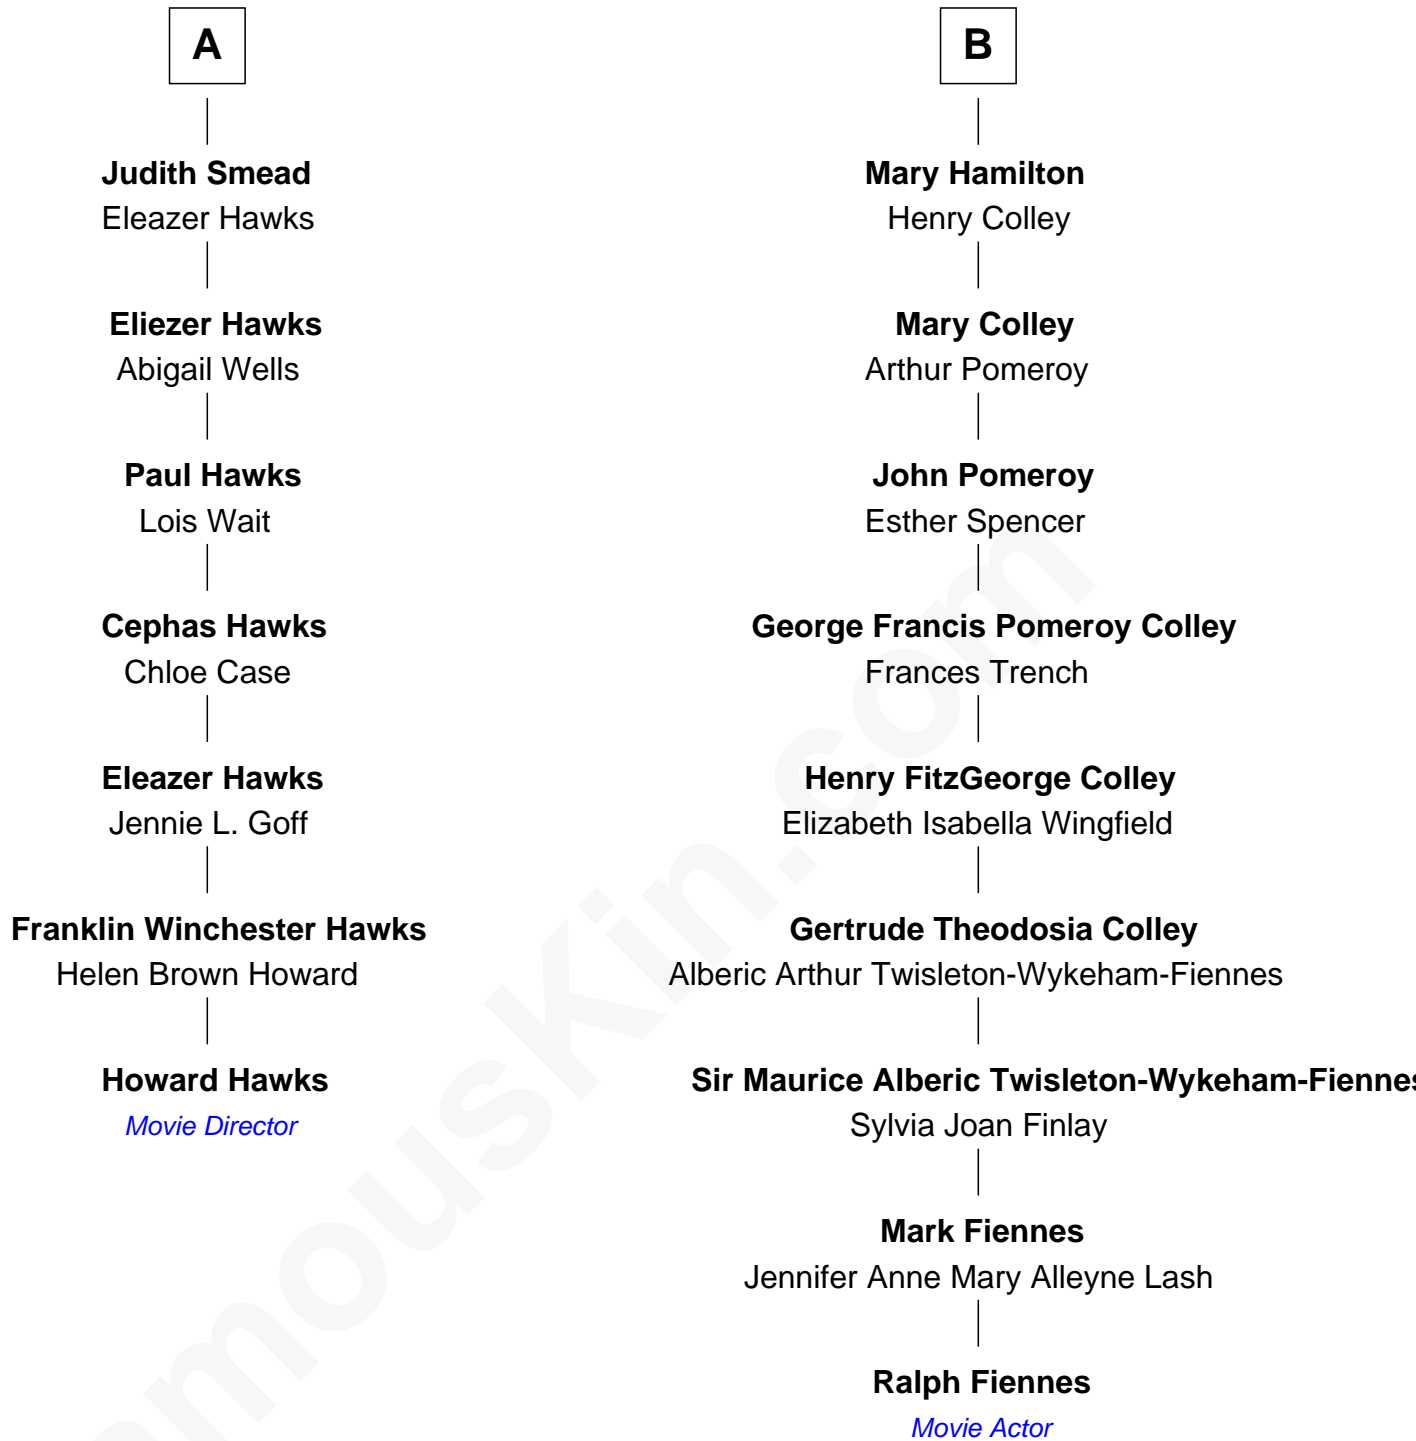 A
Judith Smead
Eleazer Hawks
Eliezer Hawks
Abigail Wells
Paul Hawks
Lois Wait
Cephas Hawks
Chloe Case
Eleazer Hawks
Jennie L. Goff
Franklin Winchester Hawks
Helen Brown Howard
Howard Hawks
Movie Director
B
Mary Hamilton
Henry Colley
Mary Colley
Arthur Pomeroy
John Pomeroy
Esther Spencer
George Francis Pomeroy Colley
Frances Trench
Henry FitzGeorge Colley
Elizabeth Isabella Wingfield
Gertrude Theodosia Colley
Alberic Arthur Twisleton-Wykeham-Fiennes
Sir Maurice Alberic Twisleton-Wykeham-Fiennes
Sylvia Joan Finlay
Mark Fiennes
Jennifer Anne Mary Alleyne Lash
Ralph Fiennes
Movie Actor
amousKin.com